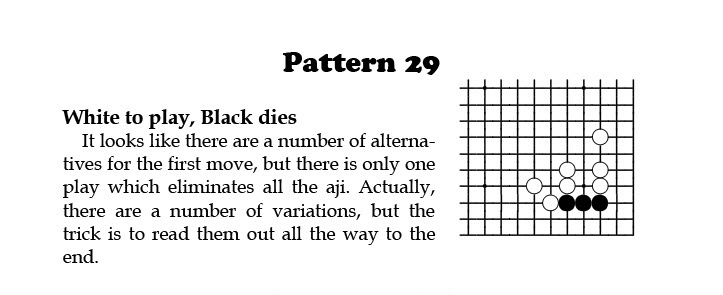 Pattern 29
White to play, Black dies
It looks like there are a number of alterna-
tives for the first move, but there is only one
play which eliminates all the aji. Actually,
there are a number of variations, but the
trick is to read them out all the way to the
end.